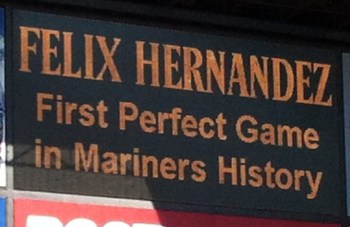 FELIX HERNANDEZ
First Perfect Game
in Mariners History